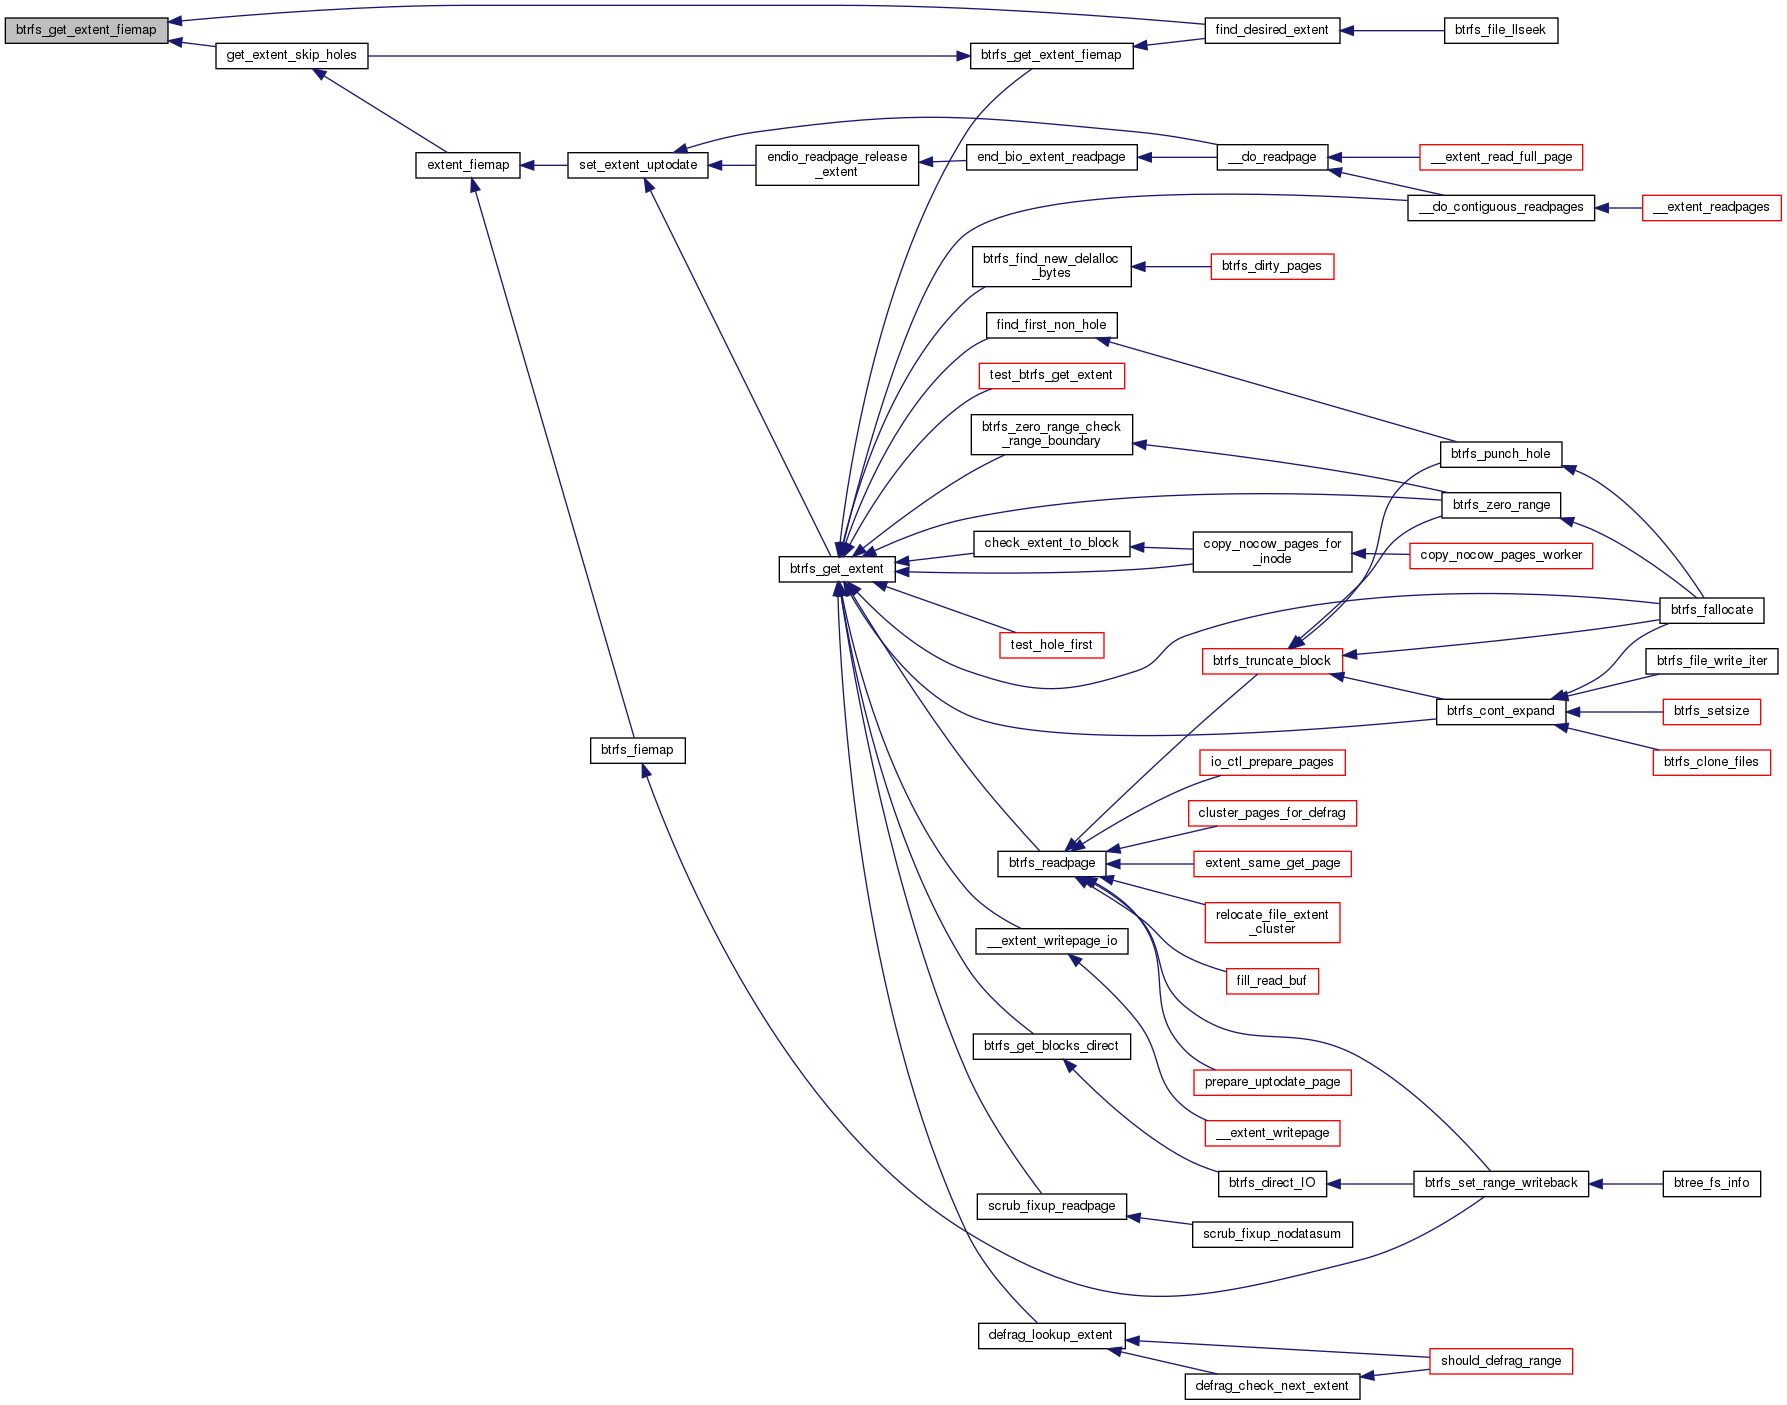 btrfs_get_extent_fiemap
find_desired_extent
btrfs_file_llseek
get_extent_skip_holes
btrfs_get_extent_fiemap
extent_fiemap
set_extent_uptodate
endio_readpage_release
_extent
end_bio_extent_readpage
__do_readpage
__extent_read_full_page
__do_contiguous_readpages
__extent_readpages
btrfs_find_new_delalloc
_bytes
btrfs_dirty_pages
find_first_non_hole
test_btrfs_get_extent
btrfs_zero_range_check
_range_boundary
btrfs_punch_hole
btrfs_zero_range
check_extent_to_block
copy_nocow_pages_for
_inode
copy_nocow_pages_worker
btrfs_get_extent
btrfs_fallocate
test_hole_first
btrfs_truncate_block
btrfs_file_write_iter
btrfs_cont_expand
btrfs_setsize
btrfs_fiemap
io_ctl_prepare_pages
btrfs_clone_files
cluster_pages_for_defrag
btrfs_readpage
extent_same_get_page
relocate_file_extent
_cluster
__extent_writepage_io
fill_read_buf
btrfs_get_blocks_direct
prepare_uptodate_page
__extent_writepage
btrfs_direct_IO
btrfs_set_range_writeback
btree_fs_info
scrub_fixup_readpage
scrub_fixup_nodatasum
defrag_lookup_extent
should_defrag_range
defrag_check_next_extent